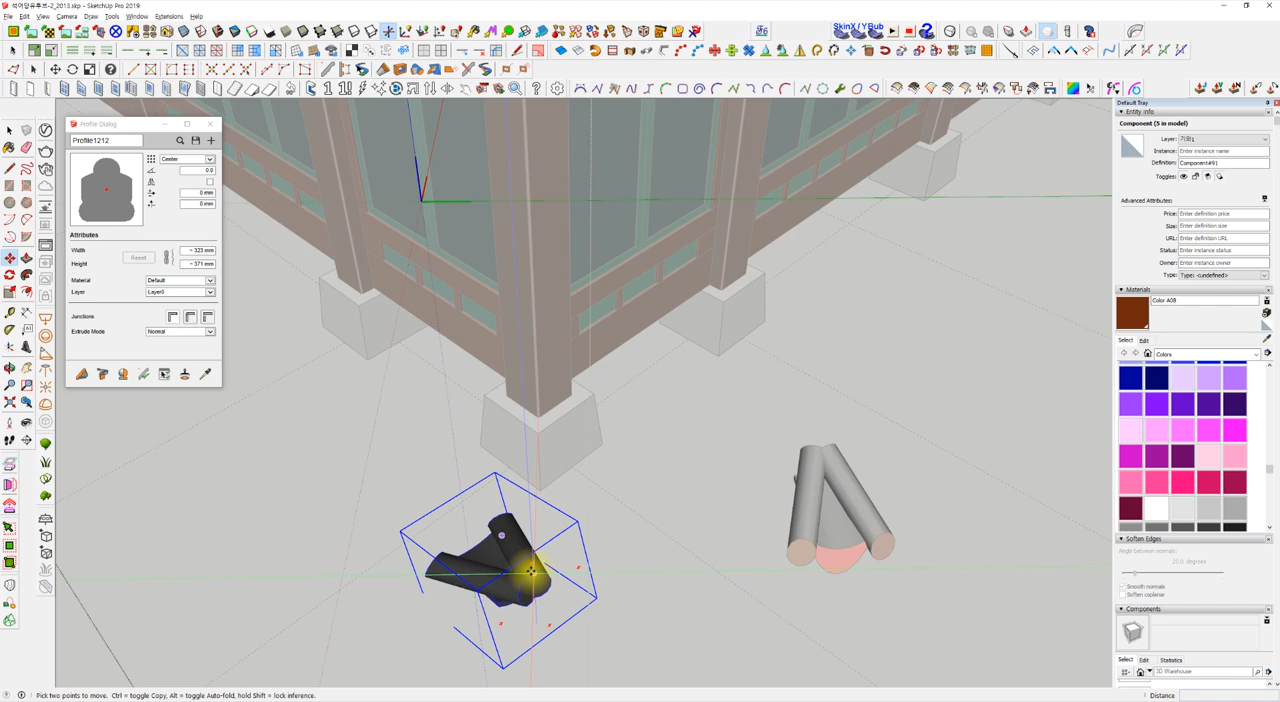 석어당유투브-2_2013.skp - SketchUp Pro 2019
File Edit View Camera Draw Tools Window Extensions Help
SkinX/YBub
Profile Dialog
Profile1212
Center
0.0
0 mm
0 mm
Attributes
Width
Reset
~ 323 mm
Height
~ 371 mm
Material
Default
Layer
Layer0
Junctions
Extrude Mode
Normal
Default Tray
Entity Info
Component (5 in model)
Layer:
Instance:
Enter instance name
Definition:
Component#91
Toggles:
Advanced Attributes:
Price:
Enter definition price
Size:
Enter definition size
URL:
Enter definition URL
Status:
Enter instance status
Owner:
Enter instance owner
Type:
Type: <undefined>
Materials
Color A08
Select Edit
Colors
Soften Edges
Angle between normals:
20.0 degrees
Smooth normals
Soften coplanar
Components
Select Edit Statistics
3D Warehouse
Pick two points to move. Ctrl = toggle Copy, Alt = toggle Auto-fold, hold Shift = lock inference.
Distance